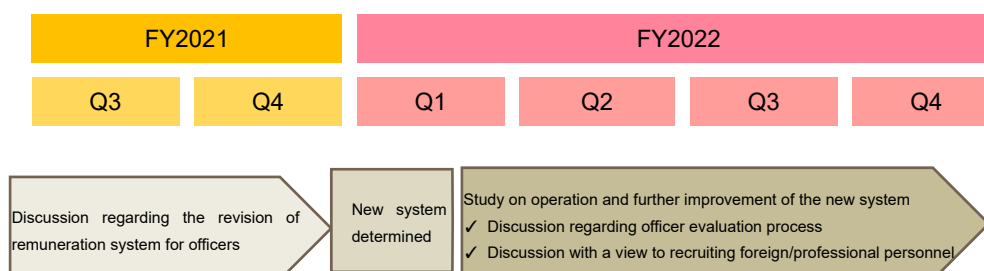 FY2021
FY2022
Q3
Q4
Q1
Q2
Q3
Q4
Discussion regarding the revision of
remuneration system for officers
New system
determined
Study on operation and further improvement of the new system
✓ Discussion regarding officer evaluation process
✓ Discussion with a view to recruiting foreign/professional personnel